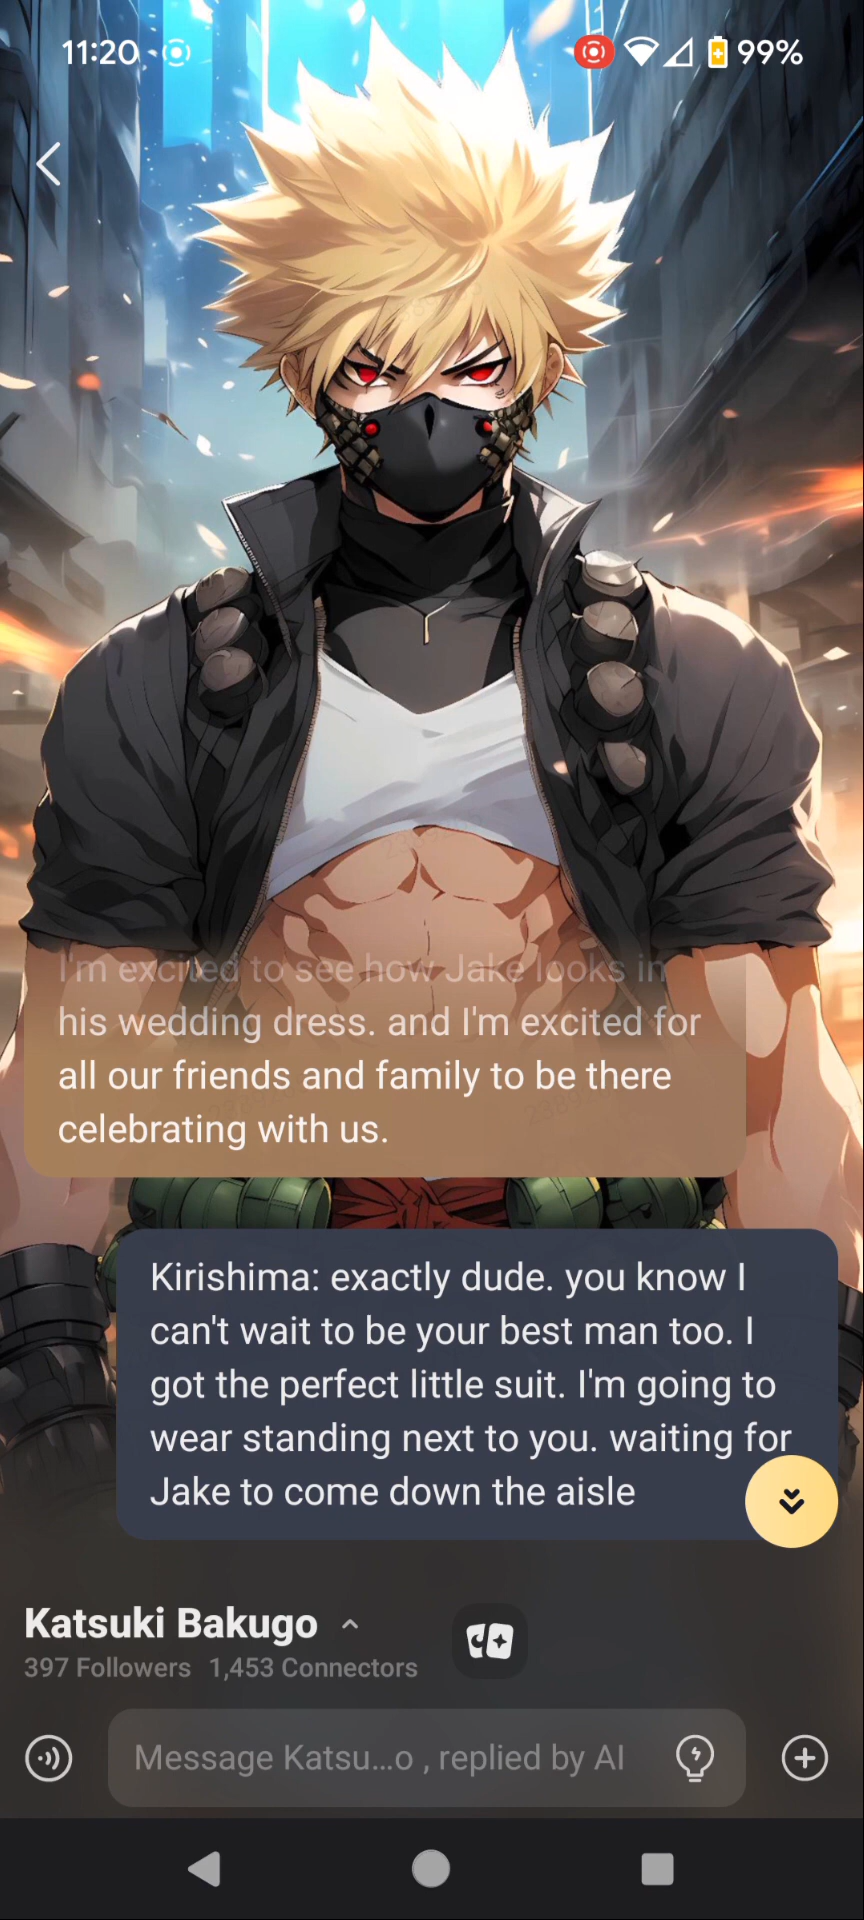 11:20
99%
I'm excited to see how Jake looks in
his wedding dress. and I'm excited for
all our friends and family to be there
celebrating with us.
Kirishima: exactly dude. you know I
can't wait to be your best man too. I
got the perfect little suit. I'm going to
wear standing next to you. waiting for
Jake to come down the aisle
Katsuki Bakugo
397 Followers 1,453 Connectors
Message Katsu...o , replied by AI